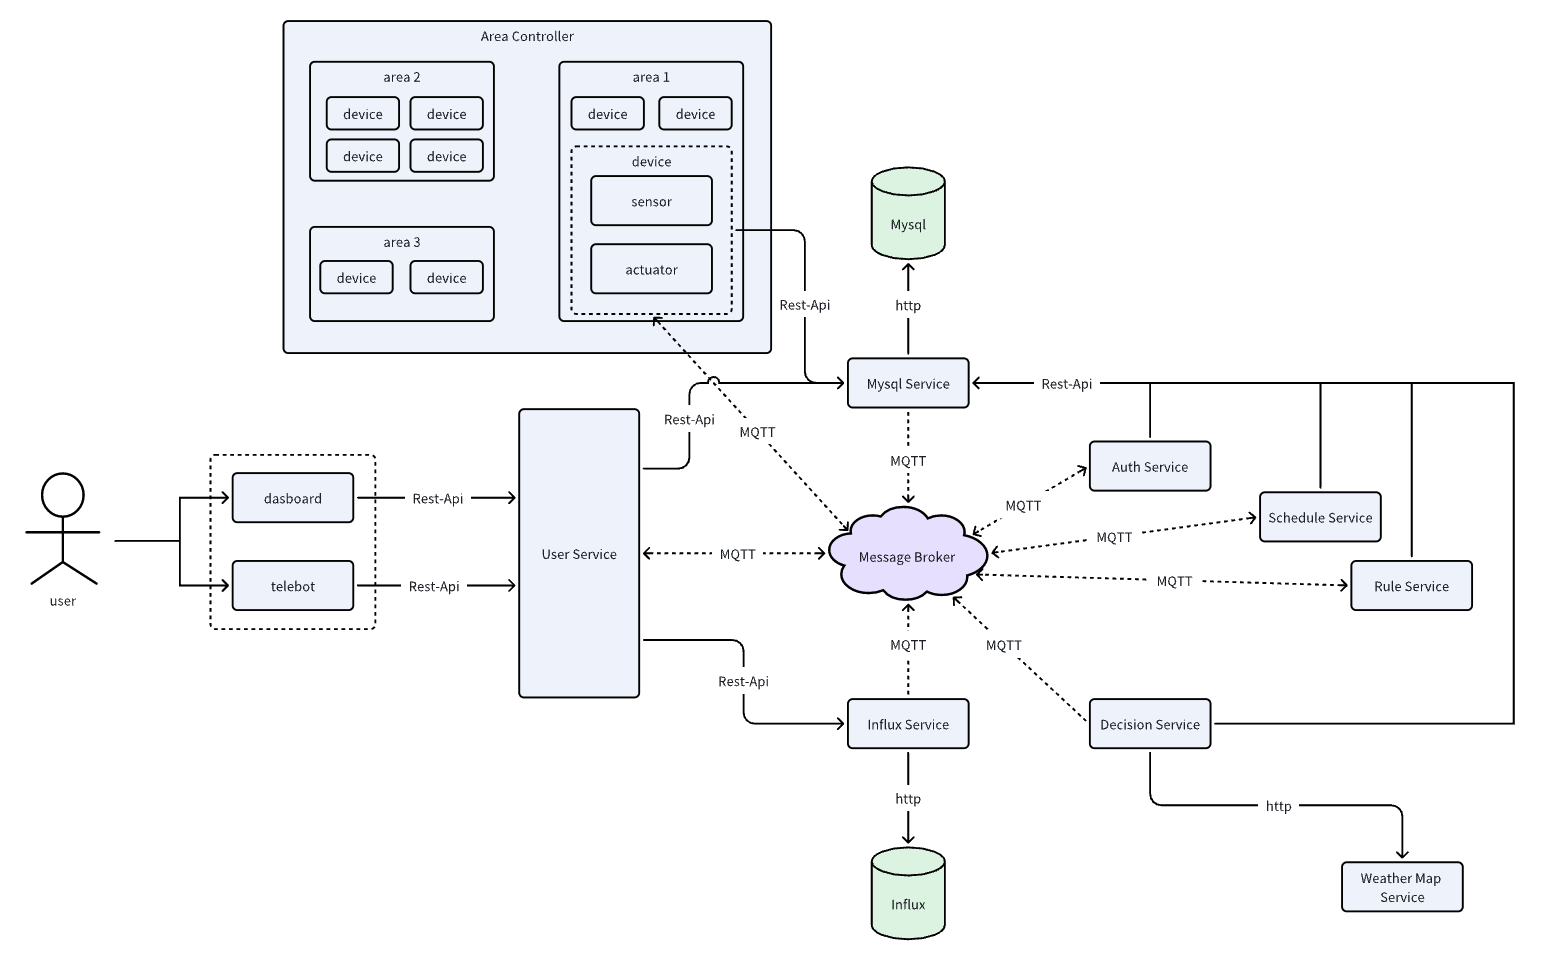 Area Controller
area 2
device
device
device
device
area 1
device
device
device
sensor
actuator
area 3
device
device
Mysql
Rest-Api
http
Mysql Service
Rest-Api
Rest-Api
MQTT
MQTT
Auth Service
MQTT
Schedule Service
MQTT
dasboard
Rest-Api
User Service
MQTT
Message Broker
MQTT
Rule Service
telebot
Rest-Api
user
MQTT
MQTT
Rest-Api
Influx Service
Decision Service
http
http
Weather Map
Service
Influx